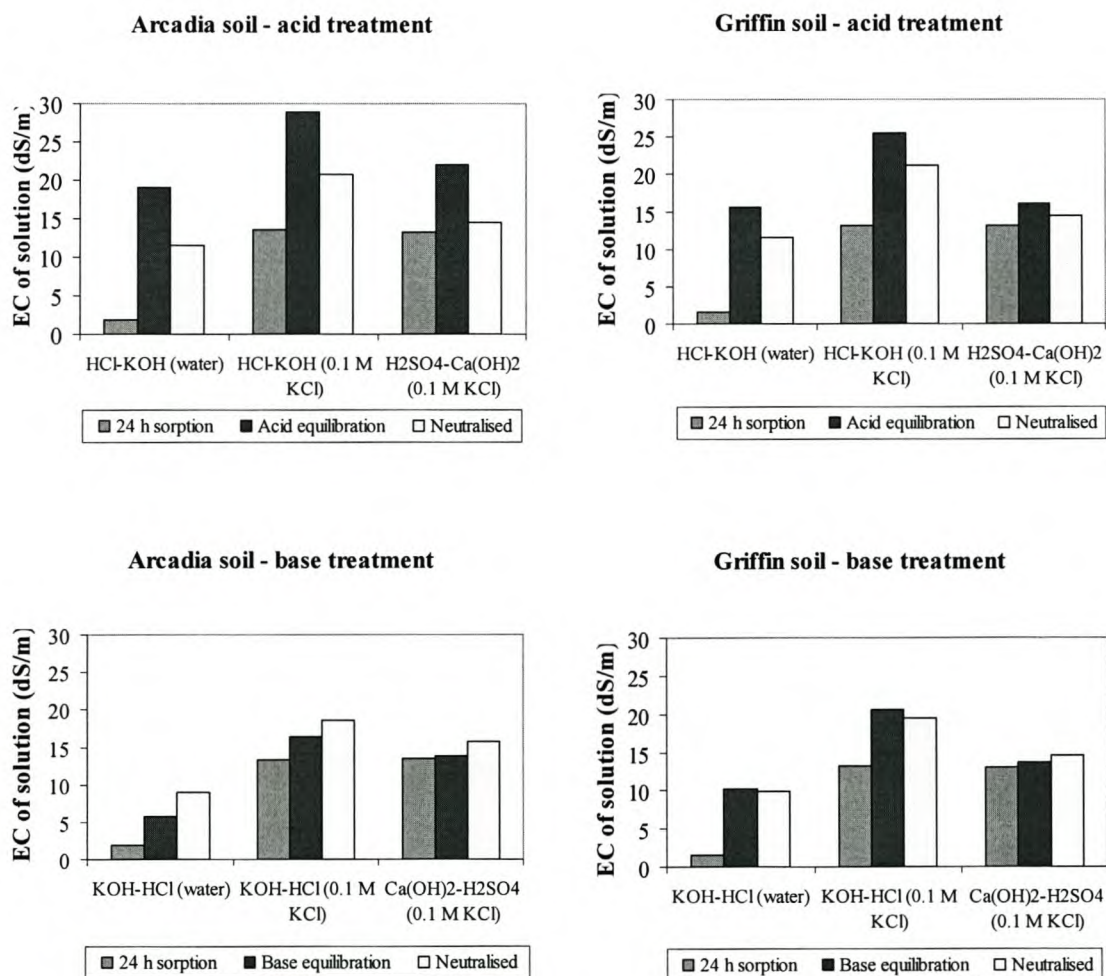 Arcadia soil - acid treatment
EC of solution (dS/m)
30
25
20
15
10
5
0
HCl-KOH (water)
HCl-KOH (0.1 M
KCl)
H2SO4-Ca(OH)2
(0.1 M KCl)
24 h sorption
Acid equilibration
Neutralised
Griffin soil - acid treatment
EC of solution (dS/m)
30
25
20
15
10
5
0
HCl-KOH (water)
HCl-KOH (0.1 M
KCl)
H2SO4-Ca(OH)2
(0.1 M KCl)
24 h sorption
Acid equilibration
Neutralised
Arcadia soil - base treatment
EC of solution (dS/m)
30
25
20
15
10
5
0
KOH-HCl (water)
KOH-HCl (0.1 M
KCl)
Ca(OH)2-H2SO4
(0.1 M KCl)
24 h sorption
Base equilibration
Neutralised
Griffin soil - base treatment
EC of solution (dS/m)
30
25
20
15
10
5
0
KOH-HCl (water)
KOH-HCl (0.1 M
KCl)
Ca(OH)2-H2SO4
(0.1 M KCl)
24 h sorption
Base equilibration
Neutralised